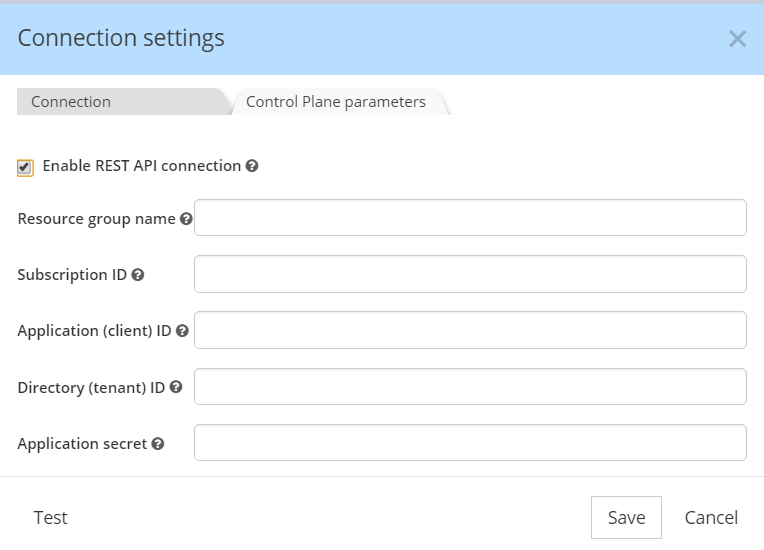 Connection settings
Connection
Control Plane parameters
Enable REST API connection
Resource group name
Subscription ID
Application (client) ID
Directory (tenant) ID
Application secret
Test
Save
Cancel